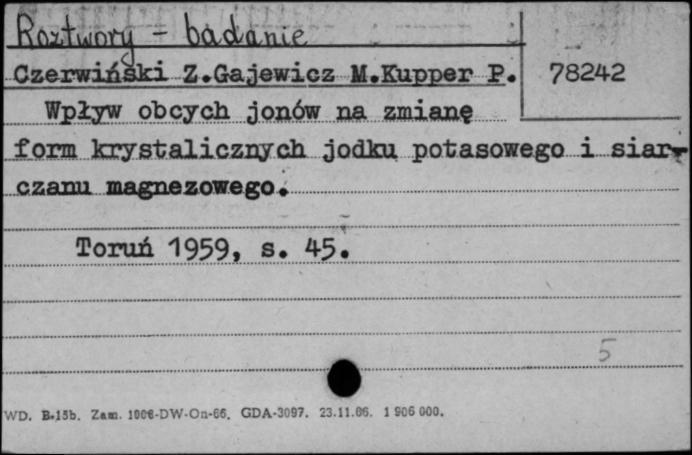 Roztwory - badanie
Czerwiński Z.Gajewicz M.Kupper P. 78242
Wpływ obcych jonów na zmianę
form krystalicznych jodku potasowego i siar-
czanu magnezowego.
Toruń 1959, s. 45.
5
WD. B-15b. Zam. 1006-DW-On-66. GDA-3097. 23.11.66. 1 906 000.